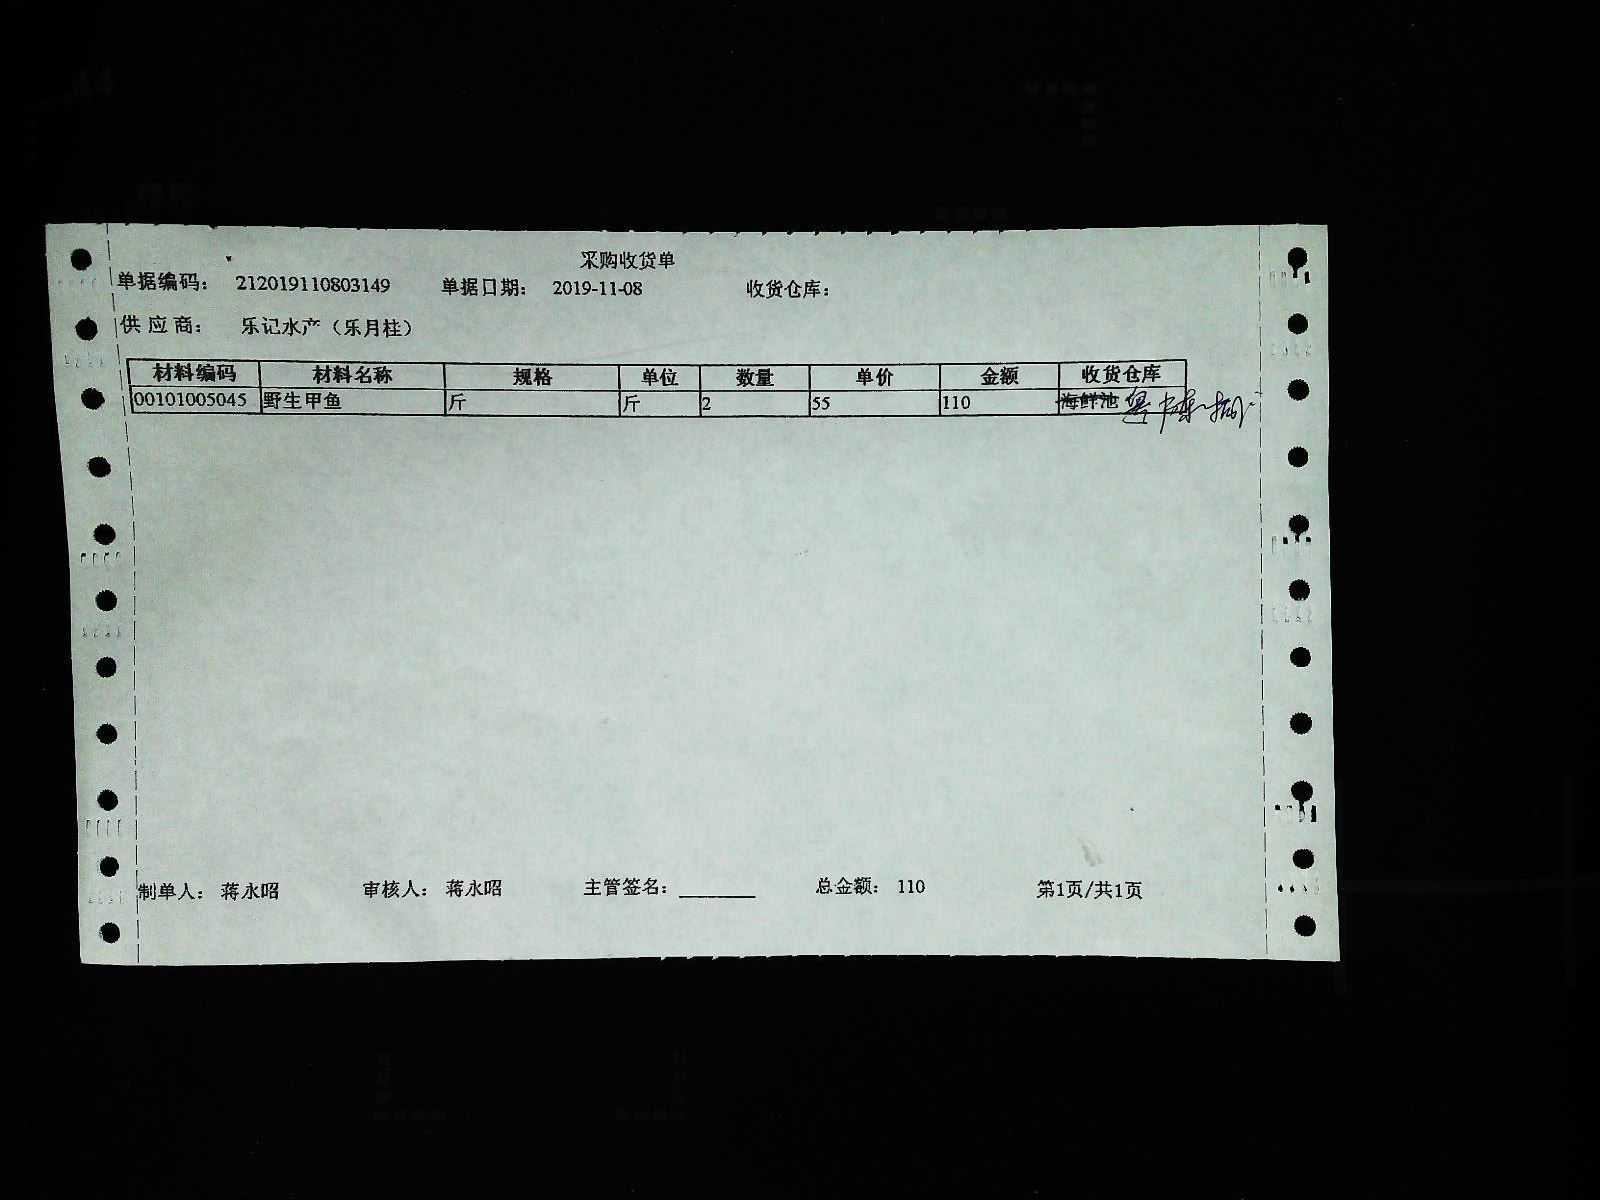 采购收货单
单据编码： 212019110803149 单据日期： 2019-11-08 收货仓库：
供应商： 乐记水产（乐月桂）
材料编码 材料名称 规格 单位 数量 单价 金额 收货仓库
00101005045 野生甲鱼 斤 斤 2 55 110 海鲜池
制单人： 蒋永昭 审核人： 蒋永昭 主管签名： 总金额： 110 第1页/共1页